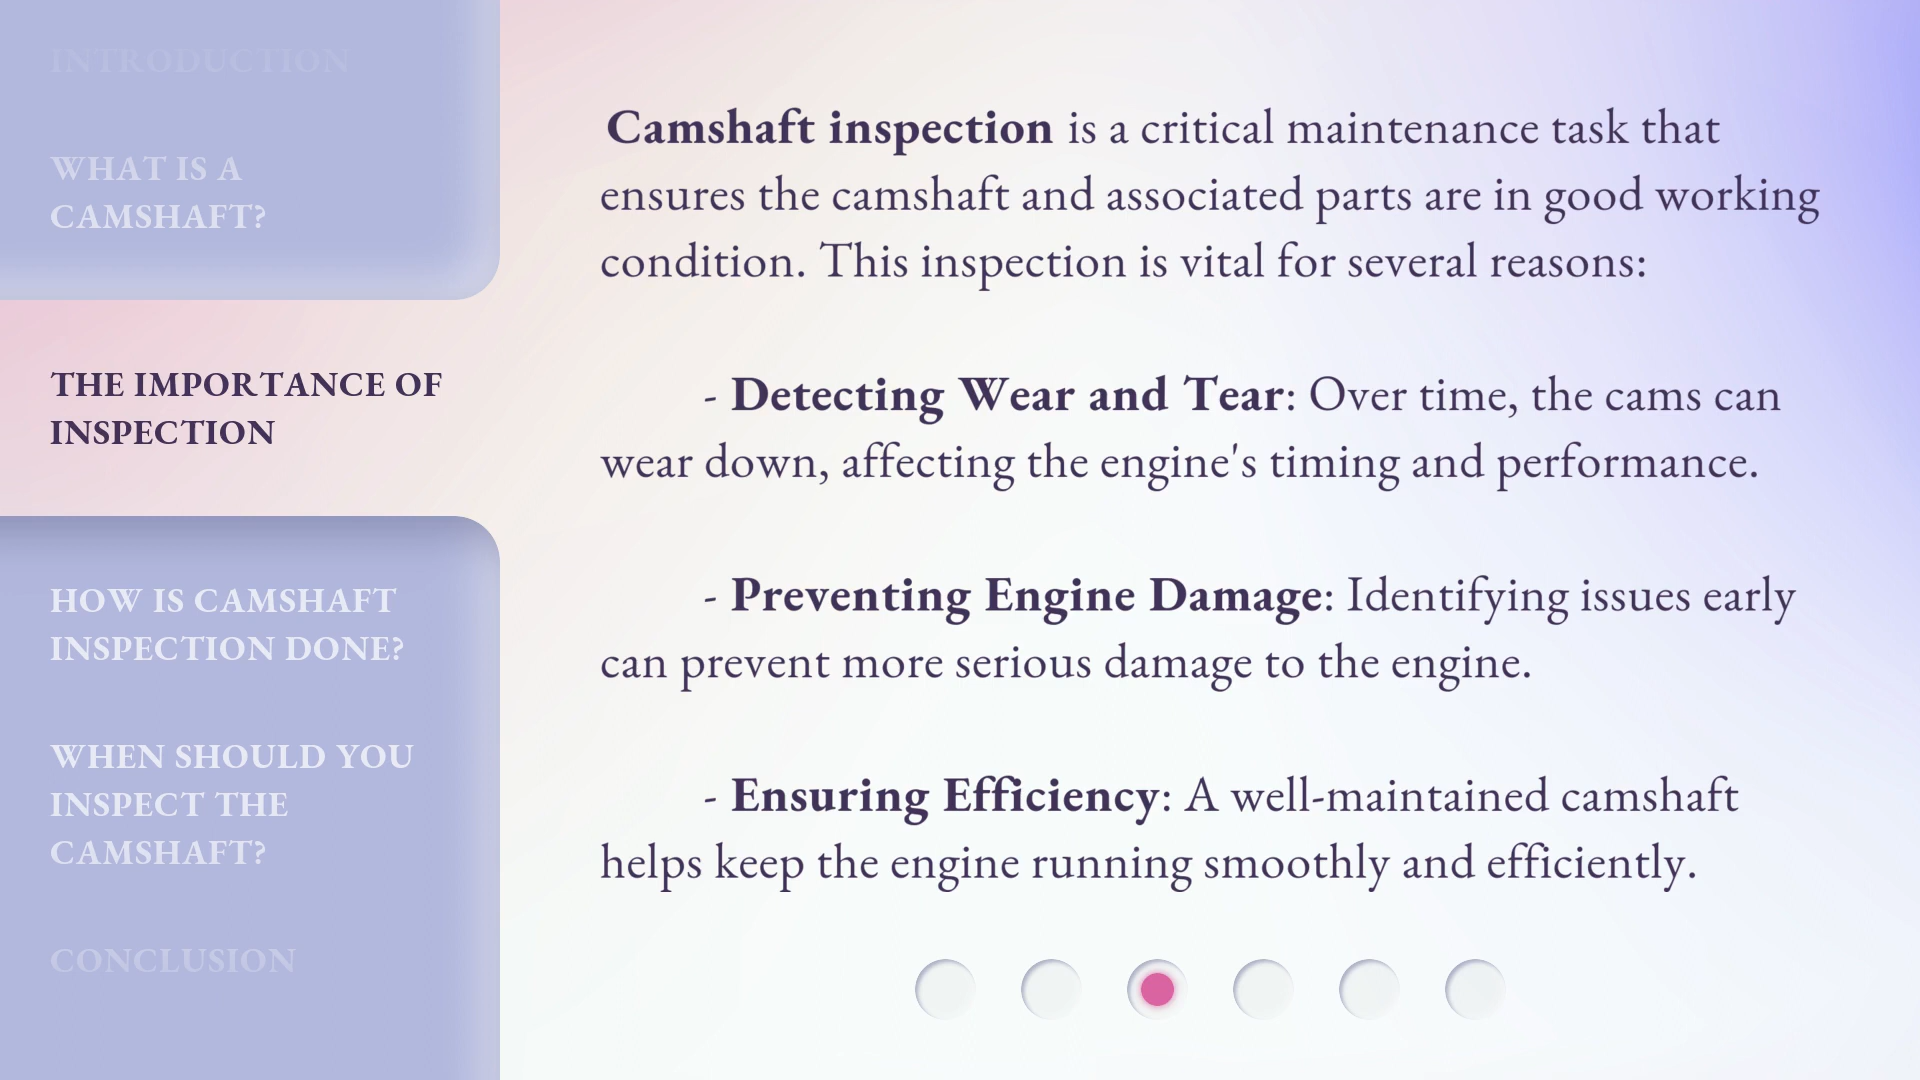 INTRODUCTION
WHAT IS A
CAMSHAFT?
THE IMPORTANCE OF
INSPECTION
HOW IS CAMSHAFT
INSPECTION DONE?
WHEN SHOULD YOU
INSPECT THE
CAMSHAFT?
CONCLUSION
Camshaft inspection is a critical maintenance task that
ensures the camshaft and associated parts are in good working
condition. This inspection is vital for several reasons:
- Detecting Wear and Tear: Over time, the cams can
wear down, affecting the engine's timing and performance.
- Preventing Engine Damage: Identifying issues early
can prevent more serious damage to the engine.
- Ensuring Efficiency: A well-maintained camshaft
helps keep the engine running smoothly and efficiently.